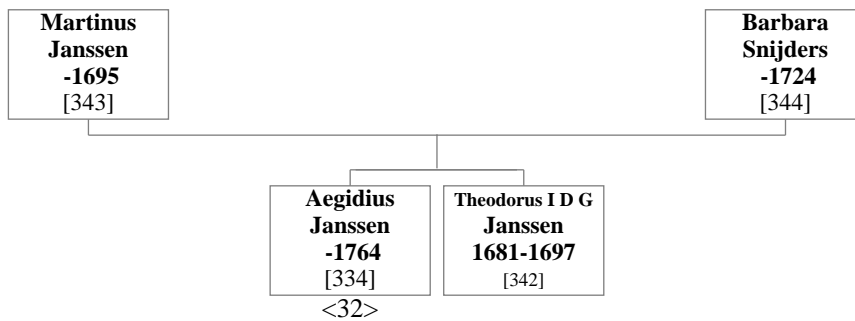 Martinus
Janssen
-1695
[343]
Barbara
Snijders
-1724
[344]
Aegidius
Janssen
-1764
[334]
<32>
Theodorus I D G
Janssen
1681-1697
[342]